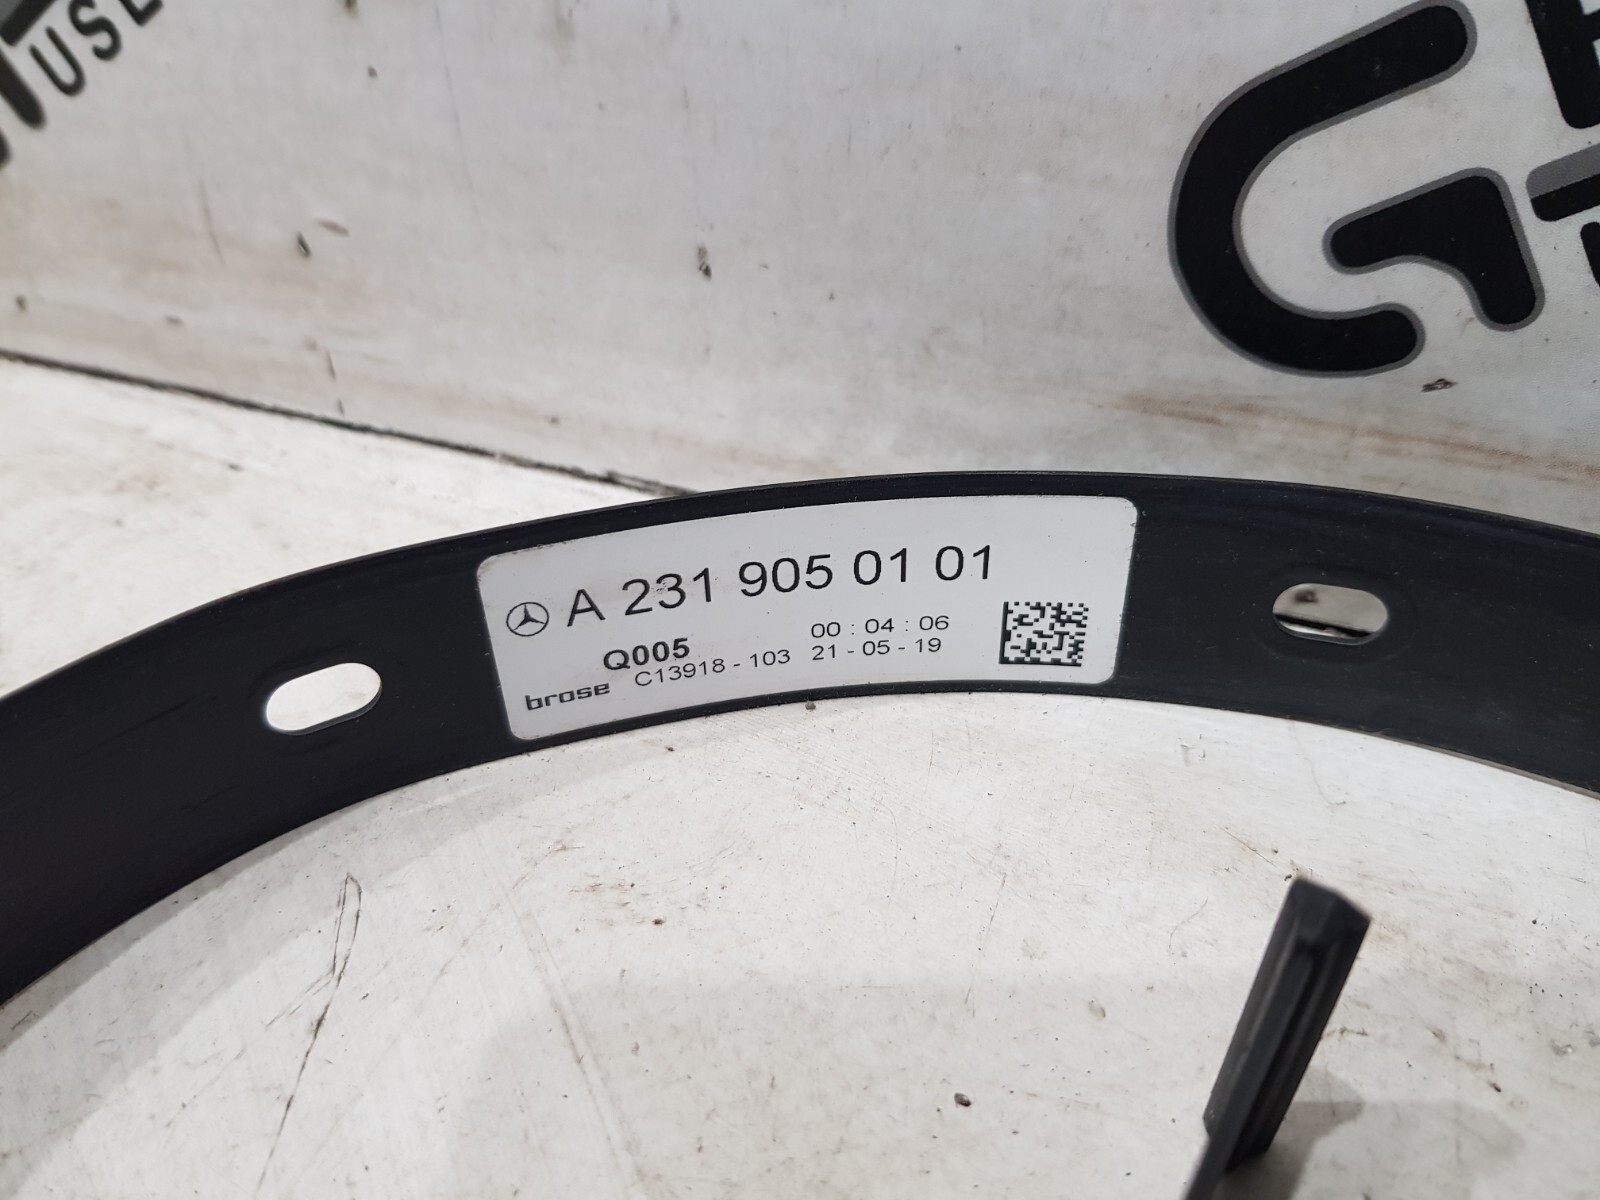 USE
G
A 231 905 01 01
Q005
00 : 04 : 06
C13918 - 103
21 - 05 - 19
brose